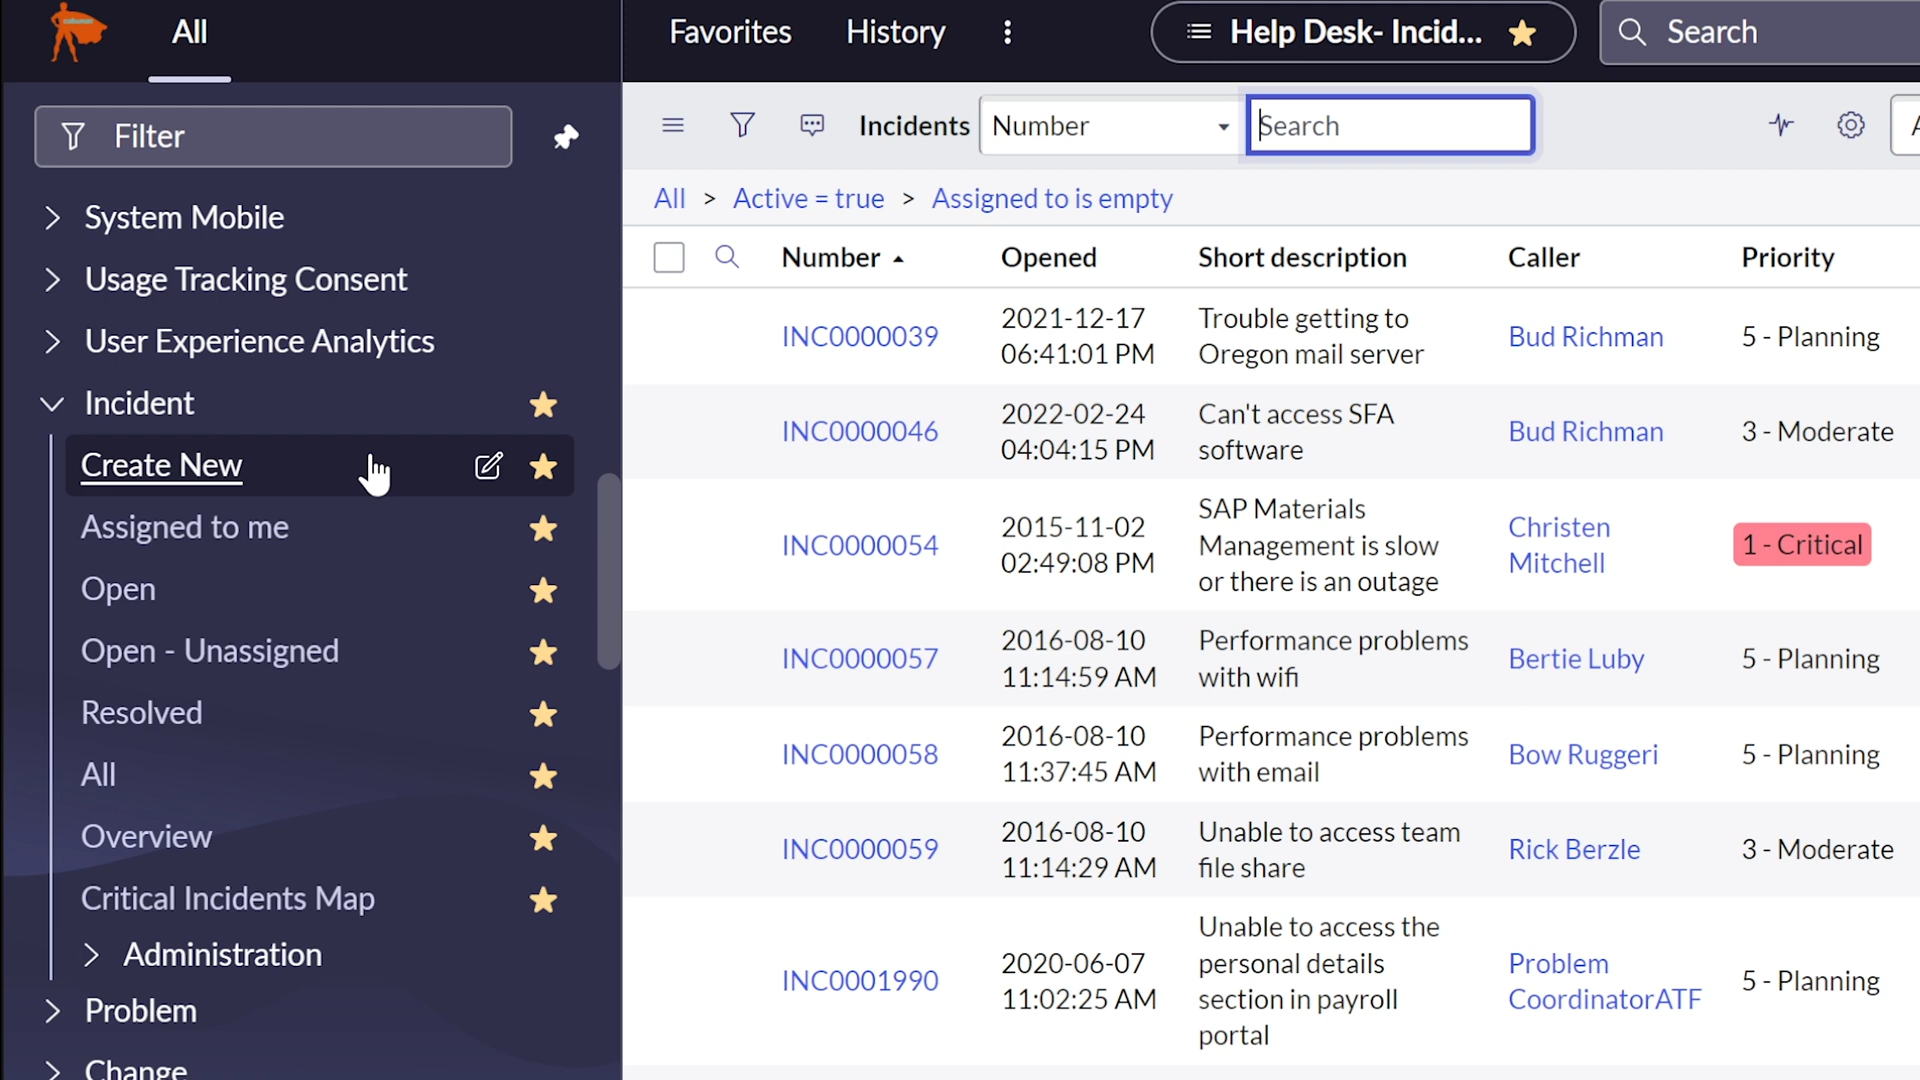 All
Favorites
History
Help Desk- Incid...
Search
Filter
System Mobile
Usage Tracking Consent
User Experience Analytics
Incident
Create New
Assigned to me
Open
Open - Unassigned
Resolved
All
Overview
Critical Incidents Map
Administration
Problem
Change
Incidents
Number
Search
All > Active = true > Assigned to is empty
Number
Opened
Short description
Caller
Priority
INC0000039
2021-12-17
06:41:01 PM
Trouble getting to
Oregon mail server
Bud Richman
5 - Planning
INC0000046
2022-02-24
04:04:15 PM
Can't access SFA
software
Bud Richman
3 - Moderate
INC0000054
2015-11-02
02:49:08 PM
SAP Materials
Management is slow
or there is an outage
Christen
Mitchell
1 - Critical
INC0000057
2016-08-10
11:14:59 AM
Performance problems
with wifi
Bertie Luby
5 - Planning
INC0000058
2016-08-10
11:37:45 AM
Performance problems
with email
Bow Ruggeri
5 - Planning
INC0000059
2016-08-10
11:14:29 AM
Unable to access team
file share
Rick Berzle
3 - Moderate
INC0001990
2020-06-07
11:02:25 AM
Unable to access the
personal details
section in payroll
portal
Problem
CoordinatorATF
5 - Planning